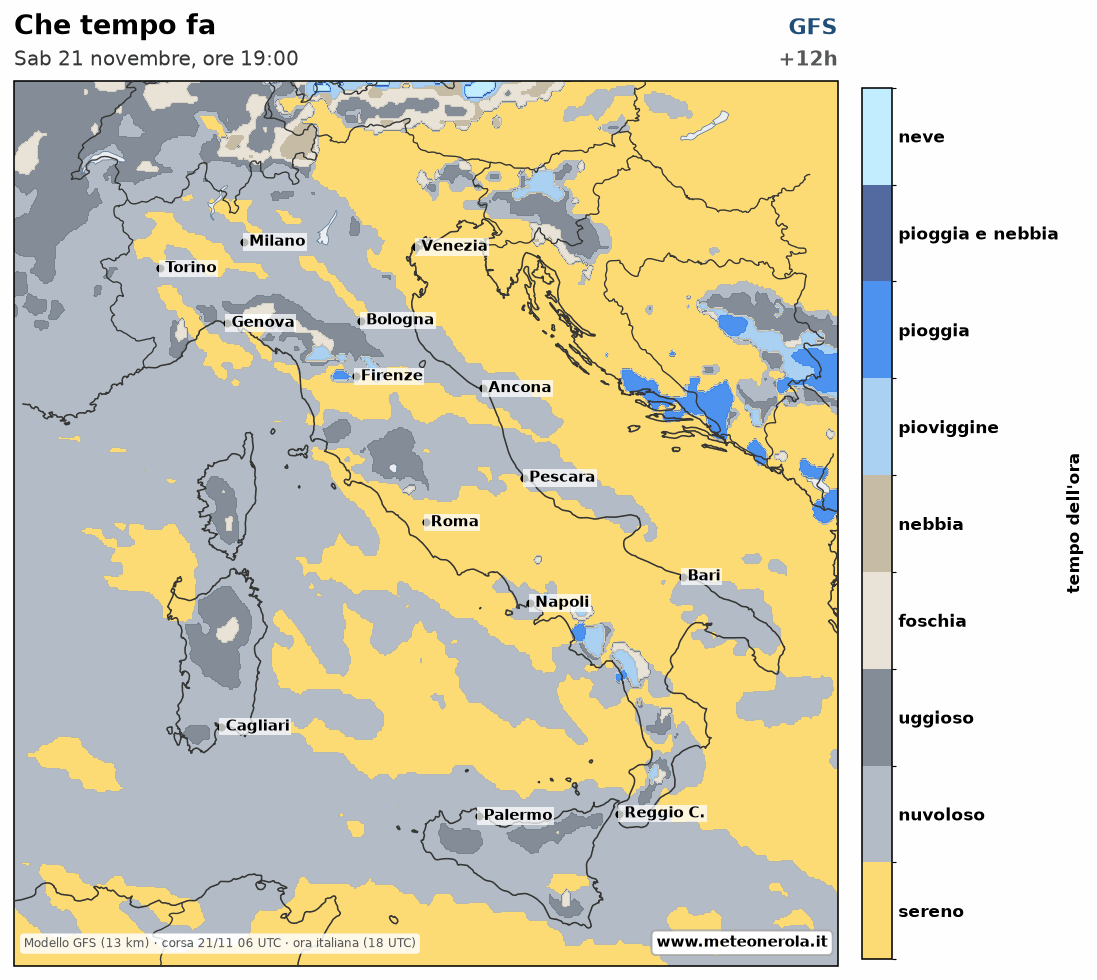 Che tempo fa
GFS
Sab 21 novembre, ore 19:00
+12h
neve
pioggia e nebbia
pioggia
pioviggine
nebbia
foschia
uggioso
nuvoloso
sereno
tempo dell'ora
Milano
Venezia
Torino
Genova
Bologna
Firenze
Ancona
Pescara
Roma
Bari
Napoli
Cagliari
Palermo
Reggio C.
Modello GFS (13 km) · corsa 21/11 06 UTC · ora italiana (18 UTC)
www.meteonerola.it